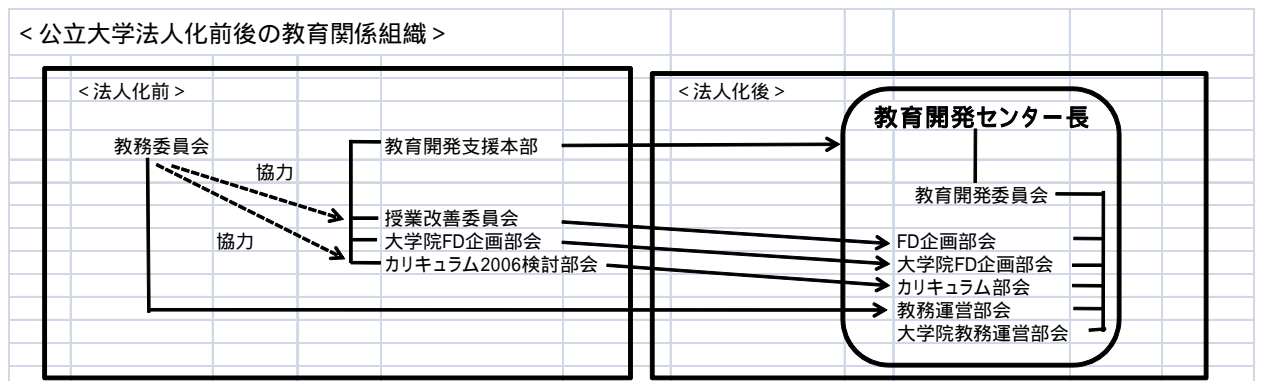 <公立大学法人化前後の教育関係組織>
<法人化前>
教務委員会
協力
協力
教育開発支援本部
授業改善委員会
大学院FD企画部会
カリキュラム2006検討部会
<法人化後>
教育開発センター長
教育開発委員会
FD企画部会
大学院FD企画部会
カリキュラム部会
教務運営部会
大学院教務運営部会